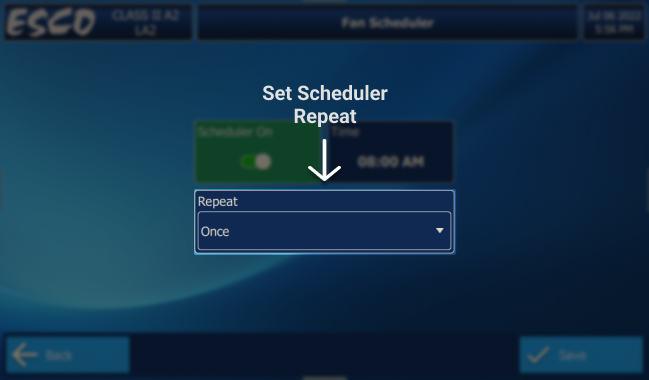 ESCO
CLASS II A2
LA2
Fan Scheduler
Jul 06 2022
5:56 PM
Set Scheduler
Repeat
Scheduler On
Time
08:00 AM
Repeat
Once
Back
Save